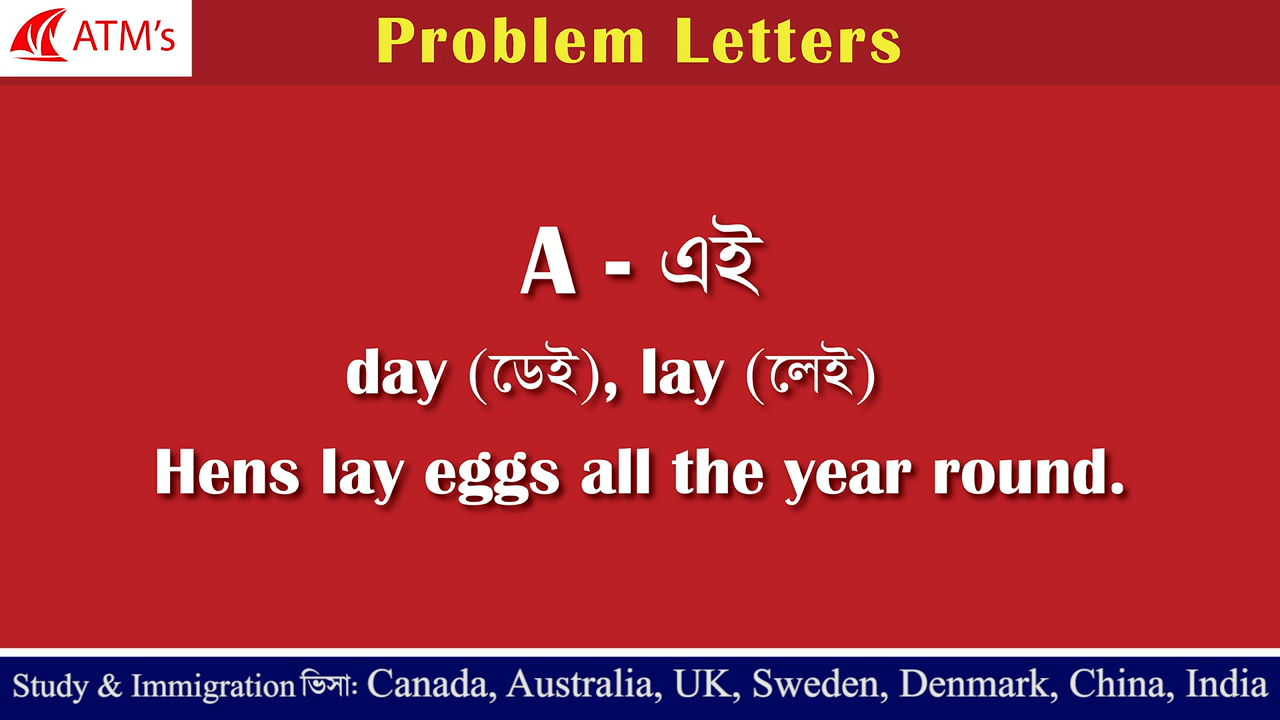 ATM's
Problem Letters
A - এই
day (ডেই), lay (লেই)
Hens lay eggs all the year round.
Study & Immigration ভিসা: Canada, Australia, UK, Sweden, Denmark, China, India